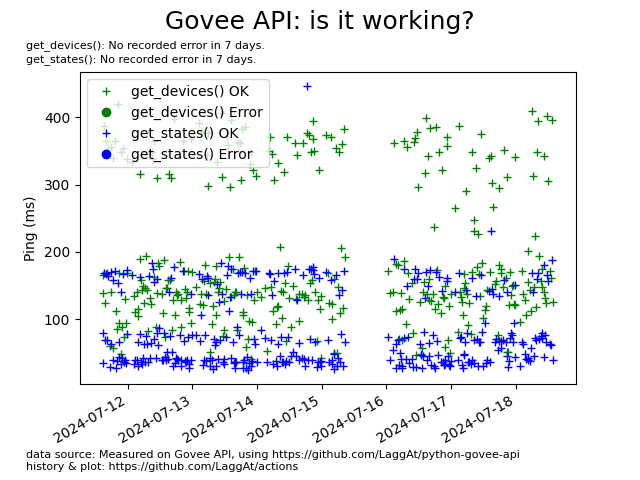 Govee API: is it working?
get_devices(): No recorded error in 7 days.
get_states(): No recorded error in 7 days.
get_devices() OK
get_devices() Error
get_states() OK
get_states() Error
Ping (ms)
400
300
200
100
2024-07-12
2024-07-13
2024-07-14
2024-07-15
2024-07-16
2024-07-17
2024-07-18
data source: Measured on Govee API, using https://github.com/LaggAt/python-govee-api
history & plot: https://github.com/LaggAt/actions